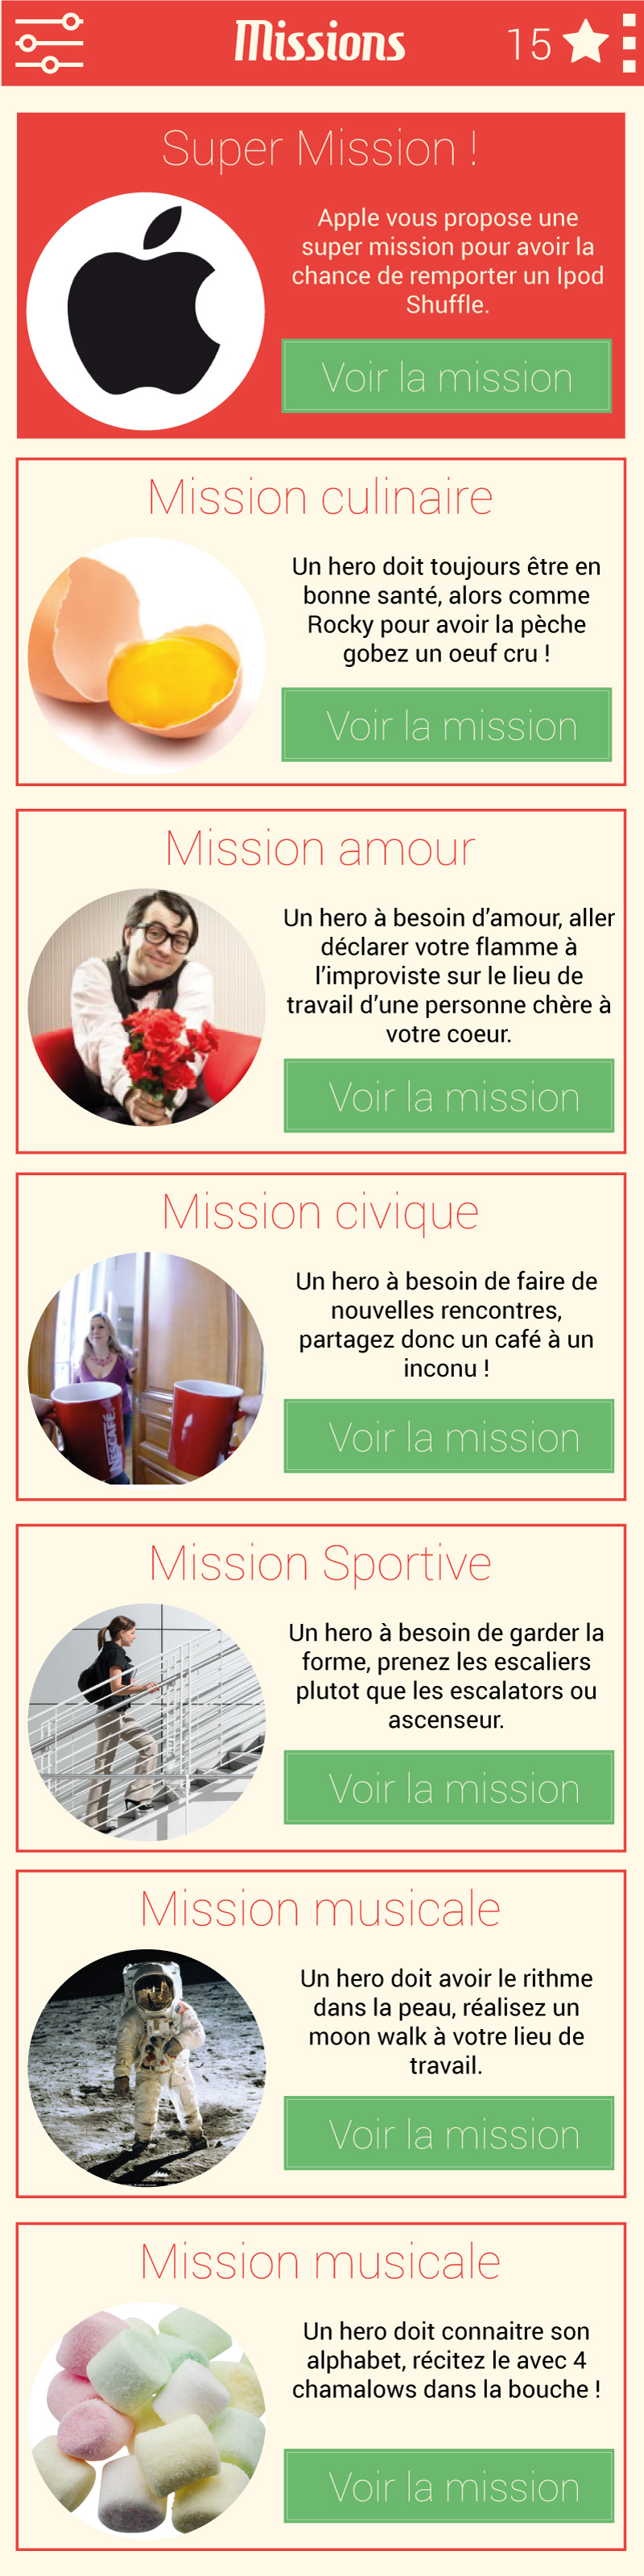 Missions
15
Super Mission !
Apple vous propose une
super mission pour avoir la
chance de remporter un Ipod
Shuffle.
Voir la mission
Mission culinaire
Un hero doit toujours être en
bonne santé, alors comme
Rocky pour avoir la pèche
gobez un oeuf cru !
Voir la mission
Mission amour
Un hero à besoin d'amour, aller
déclarer votre flamme à
l'improviste sur le lieu de
travail d'une personne chère à
votre coeur.
Voir la mission
Mission civique
Un hero à besoin de faire de
nouvelles rencontres,
partagez donc un café à un
inconu !
NESCAFÉ
Voir la mission
Mission Sportive
Un hero à besoin de garder la
forme, prenez les escaliers
plutot que les escalators ou
ascenseur.
Voir la mission
Mission musicale
Un hero doit avoir le rithme
dans la peau, réalisez un
moon walk à votre lieu de
travail.
Voir la mission
Mission musicale
Un hero doit connaitre son
alphabet, récitez le avec 4
chamalows dans la bouche !
Voir la mission